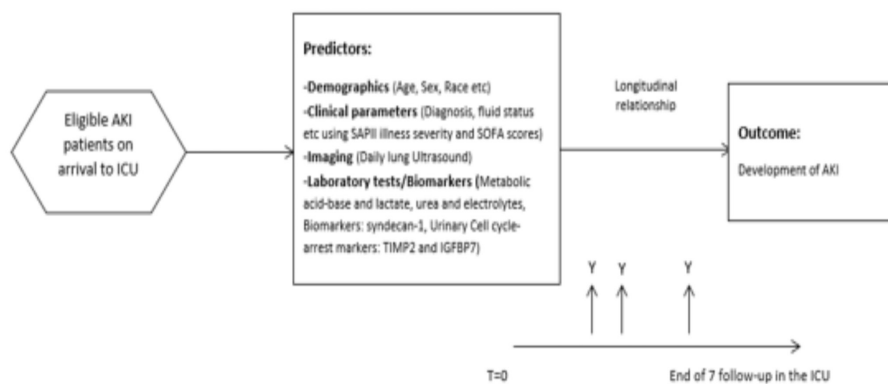 Eligible AKI
patients on
arrival to ICU
Predictors:
-Demographics (Age, Sex, Race etc)
-Clinical parameters (Diagnosis, fluid status
etc using SAPII illness severity and SOFA scores)
-Imaging (Daily lung Ultrasound)
-Laboratory tests/Biomarkers (Metabolic
acid-base and lactate, urea and electrolytes,
Biomarkers: syndecan-1, Urinary Cell cycle-
arrest markers: TIMP2 and IGFBP7)
Longitudinal
relationship
Outcome:
Development of AKI
Y Y Y
T=0 End of 7 follow-up in the ICU